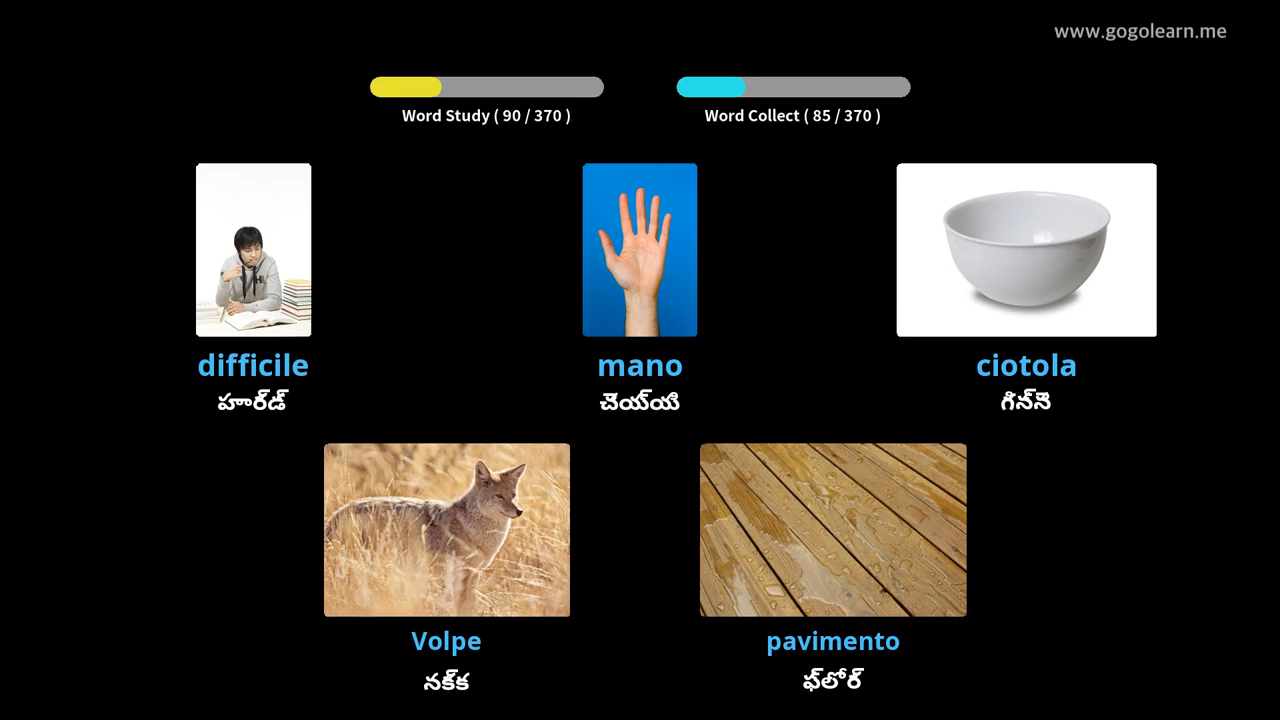 www.gogolearn.me
Word Study ( 90 / 370 )
Word Collect ( 85 / 370 )
difficile
హార్‌డ్
mano
చెయ్‌యి
ciotola
గిన్‌నె
Volpe
నక్‌క
pavimento
ఫ్‌లోర్